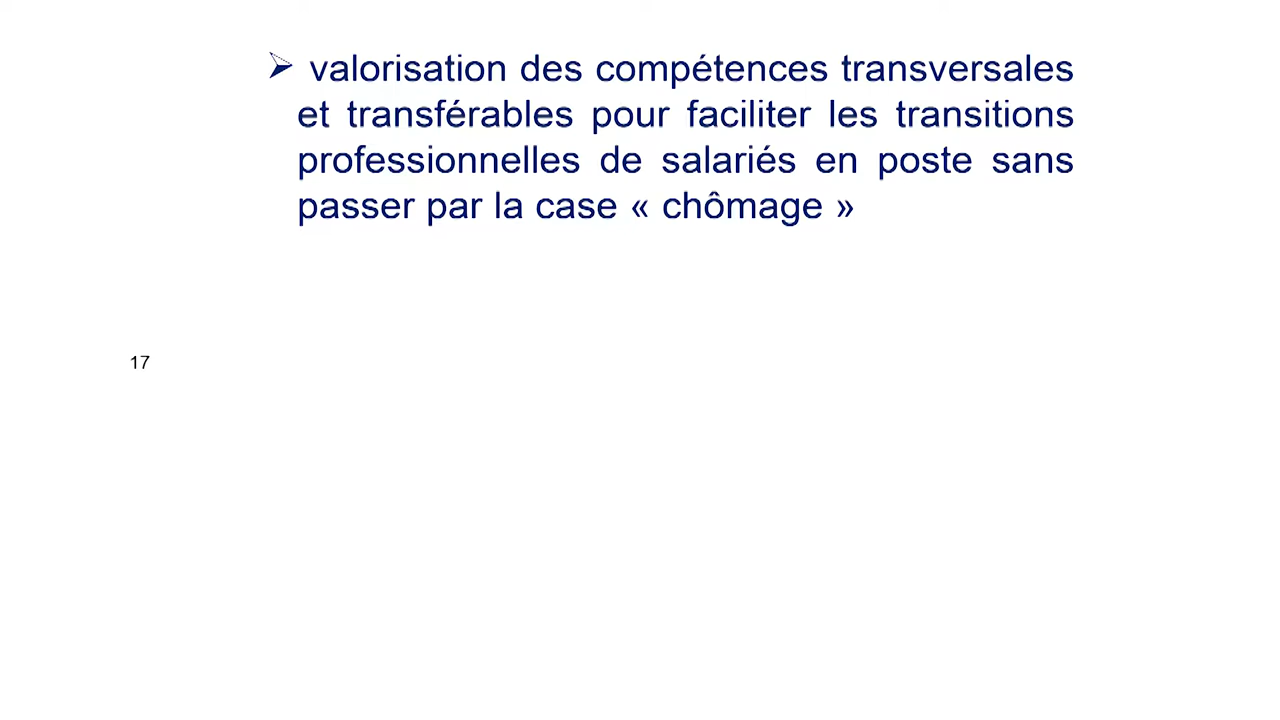 ➢ valorisation des compétences transversales
et transférables pour faciliter les transitions
professionnelles de salariés en poste sans
passer par la case « chômage »
17